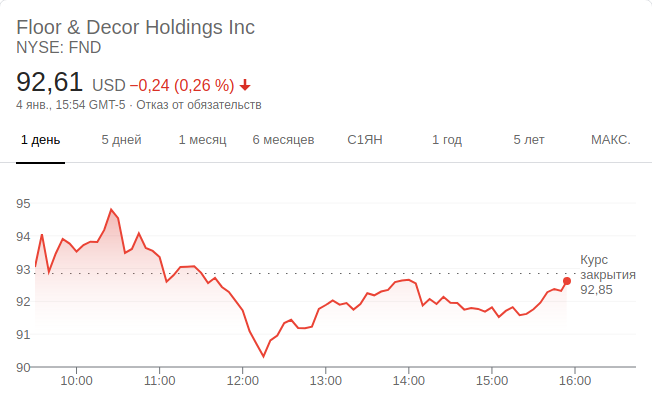 Floor & Decor Holdings Inc
NYSE: FND
92,61 USD −0,24 (0,26 %)
4 янв., 15:54 GMT-5 · Отказ от обязательств
1 день 5 дней 1 месяц 6 месяцев С1ЯН 1 год 5 лет МАКС.
95
94
93
92
91
90
Курс
закрытия
92,85
10:00 11:00 12:00 13:00 14:00 15:00 16:00